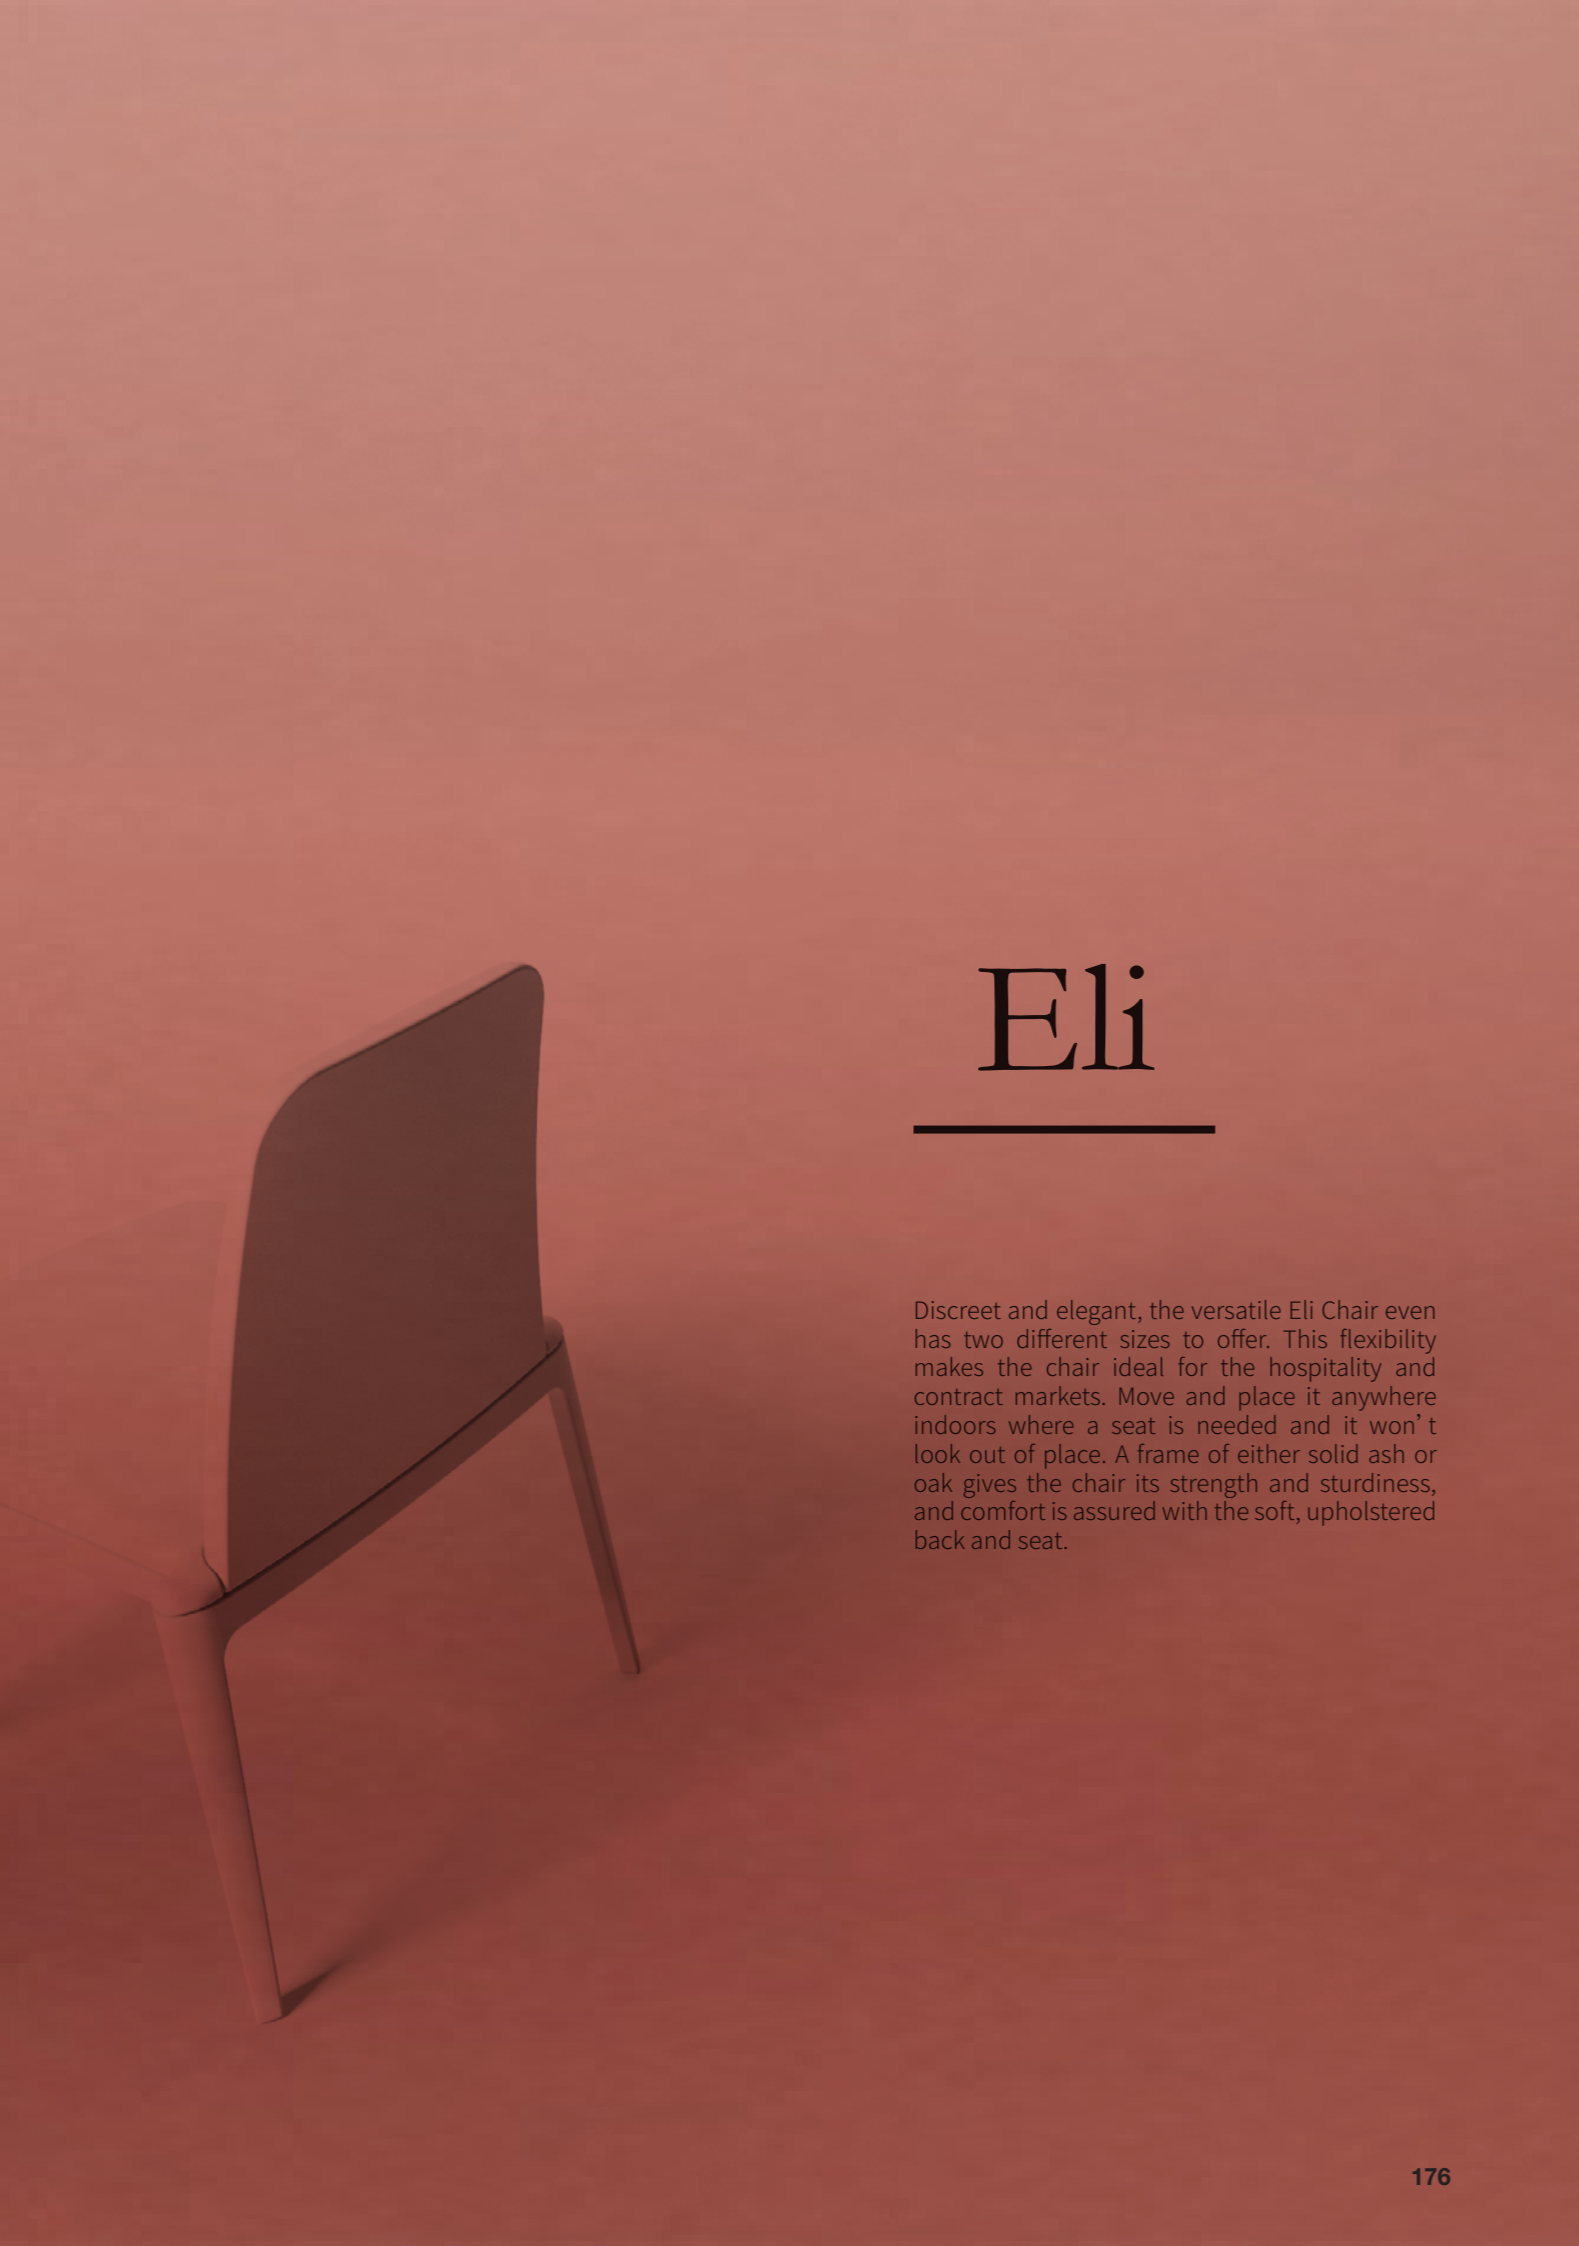 Eli
Discreet and elegant, the versatile Eli Chair even
has two different sizes to offer. This flexibility
makes the chair ideal for the hospitality and
contract markets. Move and place it anywhere
indoors where a seat is needed and it won’t
look out of place. A frame of either solid ash or
oak gives the chair its strength and sturdiness,
and comfort is assured with the soft, upholstered
back and seat.
176